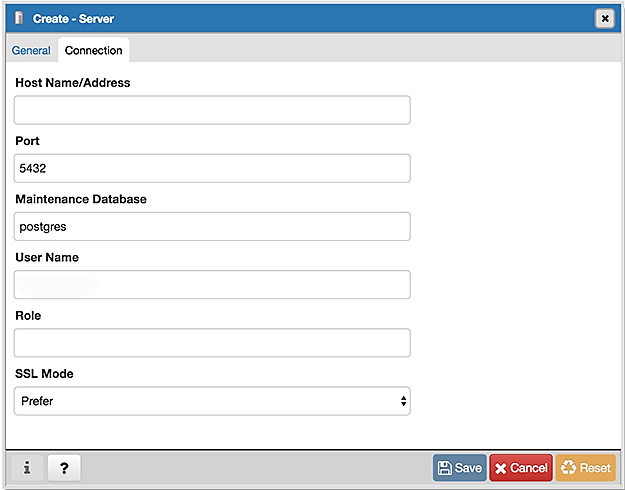 Create - Server
General Connection
Host Name/Address
Port
5432
Maintenance Database
postgres
User Name
Role
SSL Mode
Prefer
i ? Save Cancel Reset